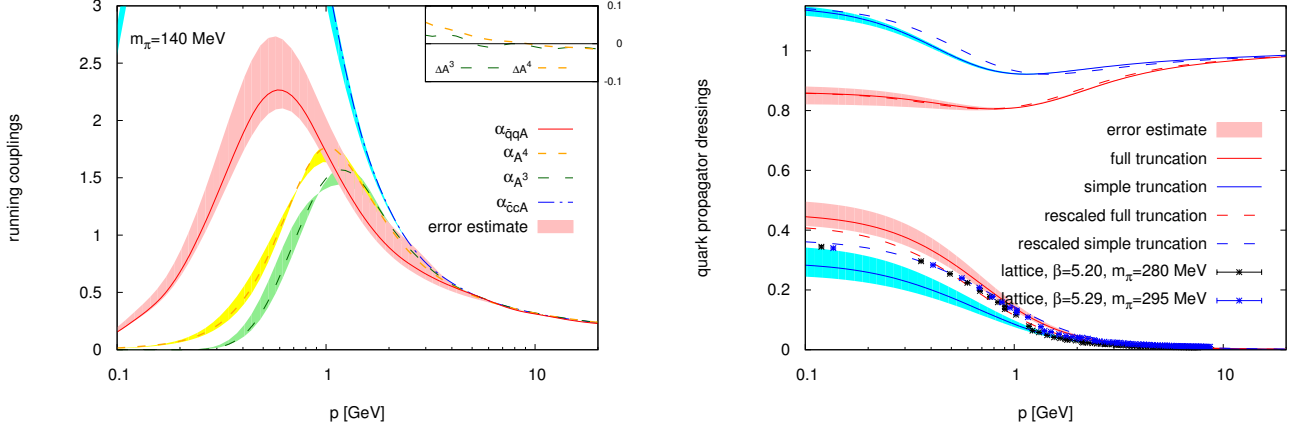 3
2.5
2
1.5
1
0.5
0
0.1
1
10
running couplings
p [GeV]
m_π=140 MeV
0.1
0
-0.1
ΔA³
ΔA⁴
α_q̄qA
α_A⁴
α_A³
α_c̄cA
error estimate
1
0.8
0.6
0.4
0.2
0
0.1
1
10
quark propagator dressings
p [GeV]
error estimate
full truncation
simple truncation
rescaled full truncation
rescaled simple truncation
lattice, β=5.20, m_π=280 MeV
lattice, β=5.29, m_π=295 MeV